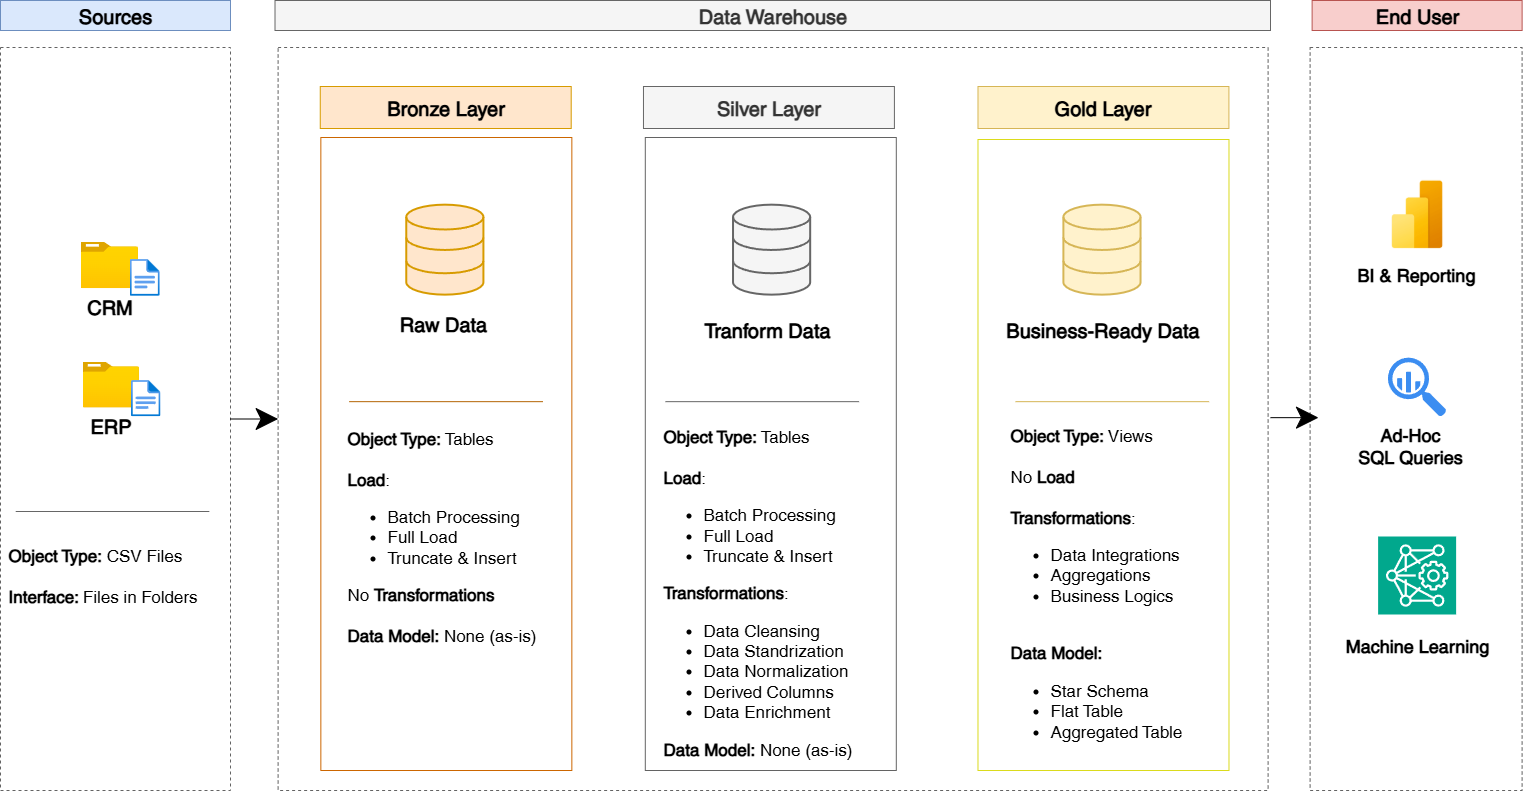 Sources
Data Warehouse
End User
CRM
ERP
Object Type: CSV Files
Interface: Files in Folders
Bronze Layer
Raw Data
Object Type: Tables
Load:
Batch Processing
Full Load
Truncate & Insert
No Transformations
Data Model: None (as-is)
Silver Layer
Tranform Data
Object Type: Tables
Load:
Batch Processing
Full Load
Truncate & Insert
Transformations:
Data Cleansing
Data Standrization
Data Normalization
Derived Columns
Data Enrichment
Data Model: None (as-is)
Gold Layer
Business-Ready Data
Object Type: Views
No Load
Transformations:
Data Integrations
Aggregations
Business Logics
Data Model:
Star Schema
Flat Table
Aggregated Table
BI & Reporting
Ad-Hoc
SQL Queries
Machine Learning